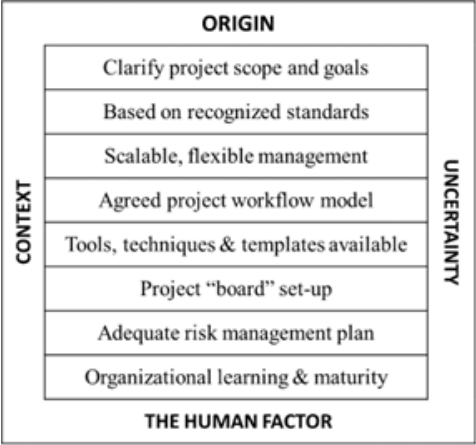 ORIGIN
Clarify project scope and goals
Based on recognized standards
Scalable, flexible management
Agreed project workflow model
Tools, techniques & templates available
Project “board” set-up
Adequate risk management plan
Organizational learning & maturity
CONTEXT
UNCERTAINTY
THE HUMAN FACTOR